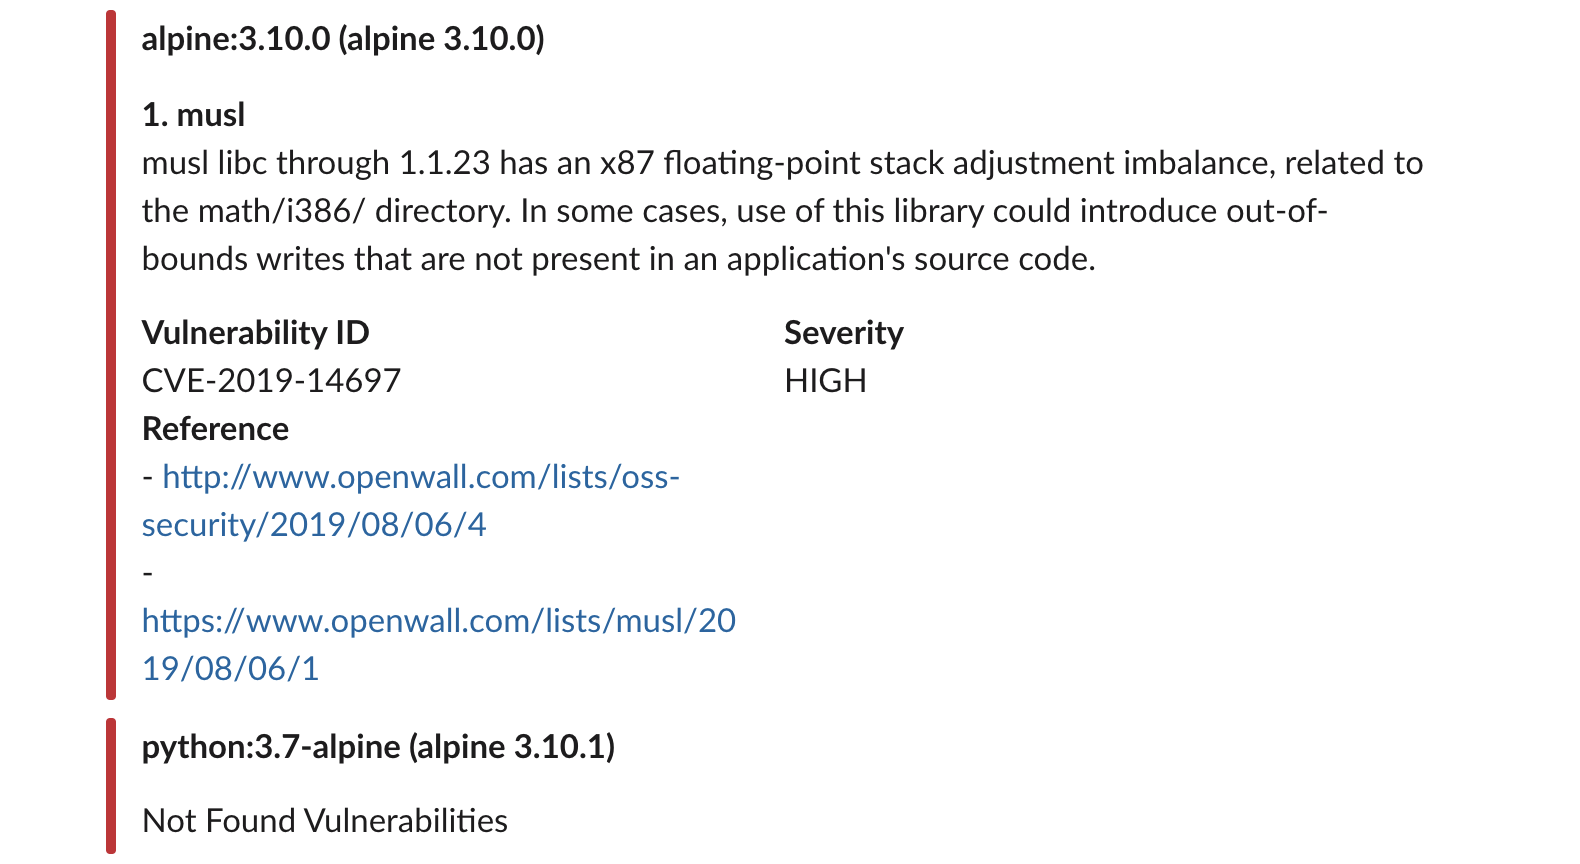 alpine:3.10.0 (alpine 3.10.0)
1. musl
musl libc through 1.1.23 has an x87 floating-point stack adjustment imbalance, related to
the math/i386/ directory. In some cases, use of this library could introduce out-of-
bounds writes that are not present in an application's source code.
Vulnerability ID
Severity
CVE-2019-14697
HIGH
Reference
- http://www.openwall.com/lists/oss-
security/2019/08/06/4
-
https://www.openwall.com/lists/musl/20
19/08/06/1
python:3.7-alpine (alpine 3.10.1)
Not Found Vulnerabilities